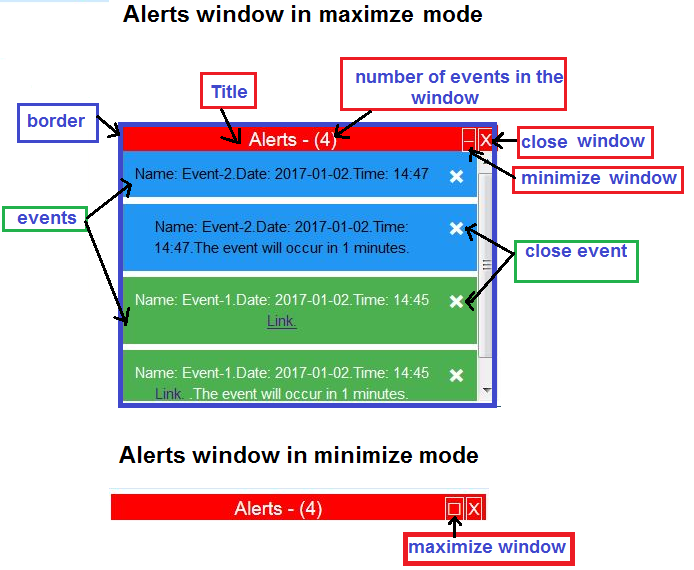 Alerts window in maximze mode
number of events in the
window
Title
border
Alerts - (4)
—
X
close window
minimize window
Name: Event-2.Date: 2017-01-02.Time: 14:47
×
events
Name: Event-2.Date: 2017-01-02.Time:
14:47.The event will occur in 1 minutes.
×
close event
Name: Event-1.Date: 2017-01-02.Time: 14:45
Link.
×
Name: Event-1.Date: 2017-01-02.Time: 14:45
Link. .The event will occur in 1 minutes.
×
Alerts window in minimize mode
Alerts - (4)
□
X
maximize window